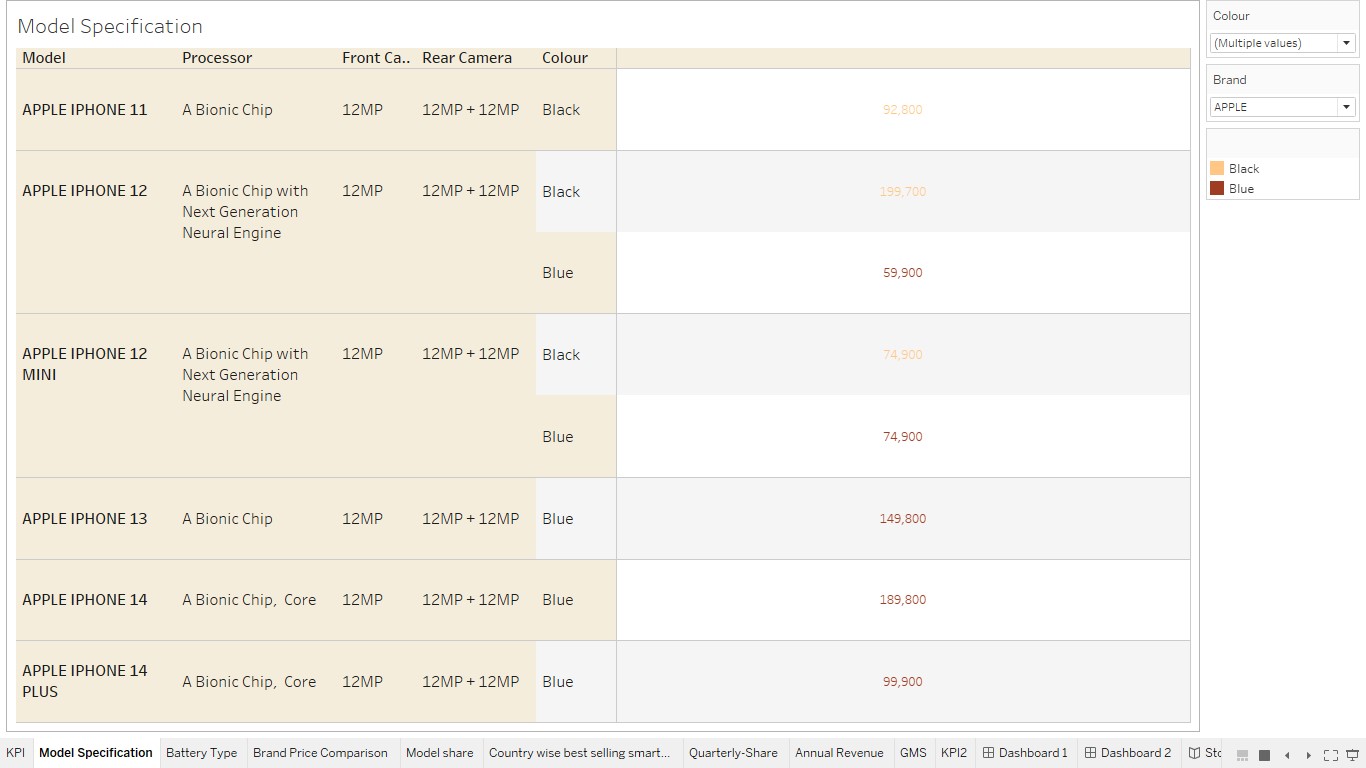 Model Specification
Model Processor Front Ca.. Rear Camera Colour
APPLE IPHONE 11 A Bionic Chip 12MP 12MP + 12MP Black 92,800
APPLE IPHONE 12 A Bionic Chip with 12MP 12MP + 12MP Black 199,700
Next Generation
Neural Engine
Blue 59,900
APPLE IPHONE 12 A Bionic Chip with 12MP 12MP + 12MP Black 74,900
MINI Next Generation
Neural Engine
Blue 74,900
APPLE IPHONE 13 A Bionic Chip 12MP 12MP + 12MP Blue 149,800
APPLE IPHONE 14 A Bionic Chip,  Core 12MP 12MP + 12MP Blue 189,800
APPLE IPHONE 14
PLUS A Bionic Chip,  Core 12MP 12MP + 12MP Blue 99,900
Colour
(Multiple values)
Brand
APPLE
Black
Blue
KPI Model Specification Battery Type Brand Price Comparison Model share Country wise best selling smart... Quarterly-Share Annual Revenue GMS KPI2 Dashboard 1 Dashboard 2